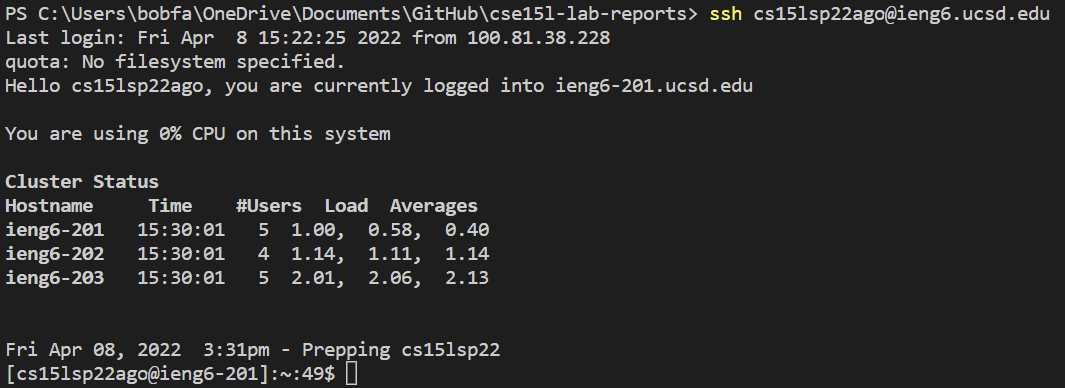 PS C:\Users\bobfa\OneDrive\Documents\GitHub\cse15l-lab-reports> ssh cs15lsp22ago@ieng6.ucsd.edu
Last login: Fri Apr  8 15:22:25 2022 from 100.81.38.228
quota: No filesystem specified.
Hello cs15lsp22ago, you are currently logged into ieng6-201.ucsd.edu
You are using 0% CPU on this system
Cluster Status
Hostname     Time    #Users  Load  Averages
ieng6-201   15:30:01   5  1.00,  0.58,  0.40
ieng6-202   15:30:01   4  1.14,  1.11,  1.14
ieng6-203   15:30:01   5  2.01,  2.06,  2.13
Fri Apr 08, 2022  3:31pm - Prepping cs15lsp22
[cs15lsp22ago@ieng6-201]:~:49$